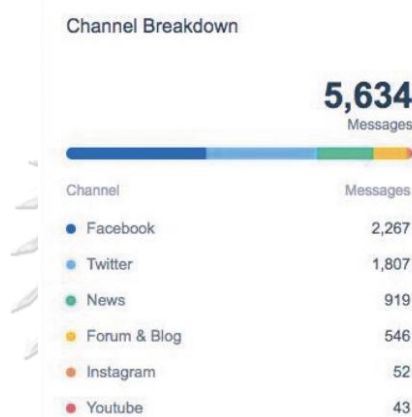 Channel Breakdown
5,634
Messages
Channel Messages
Facebook 2,267
Twitter 1,807
News 919
Forum & Blog 546
Instagram 52
Youtube 43